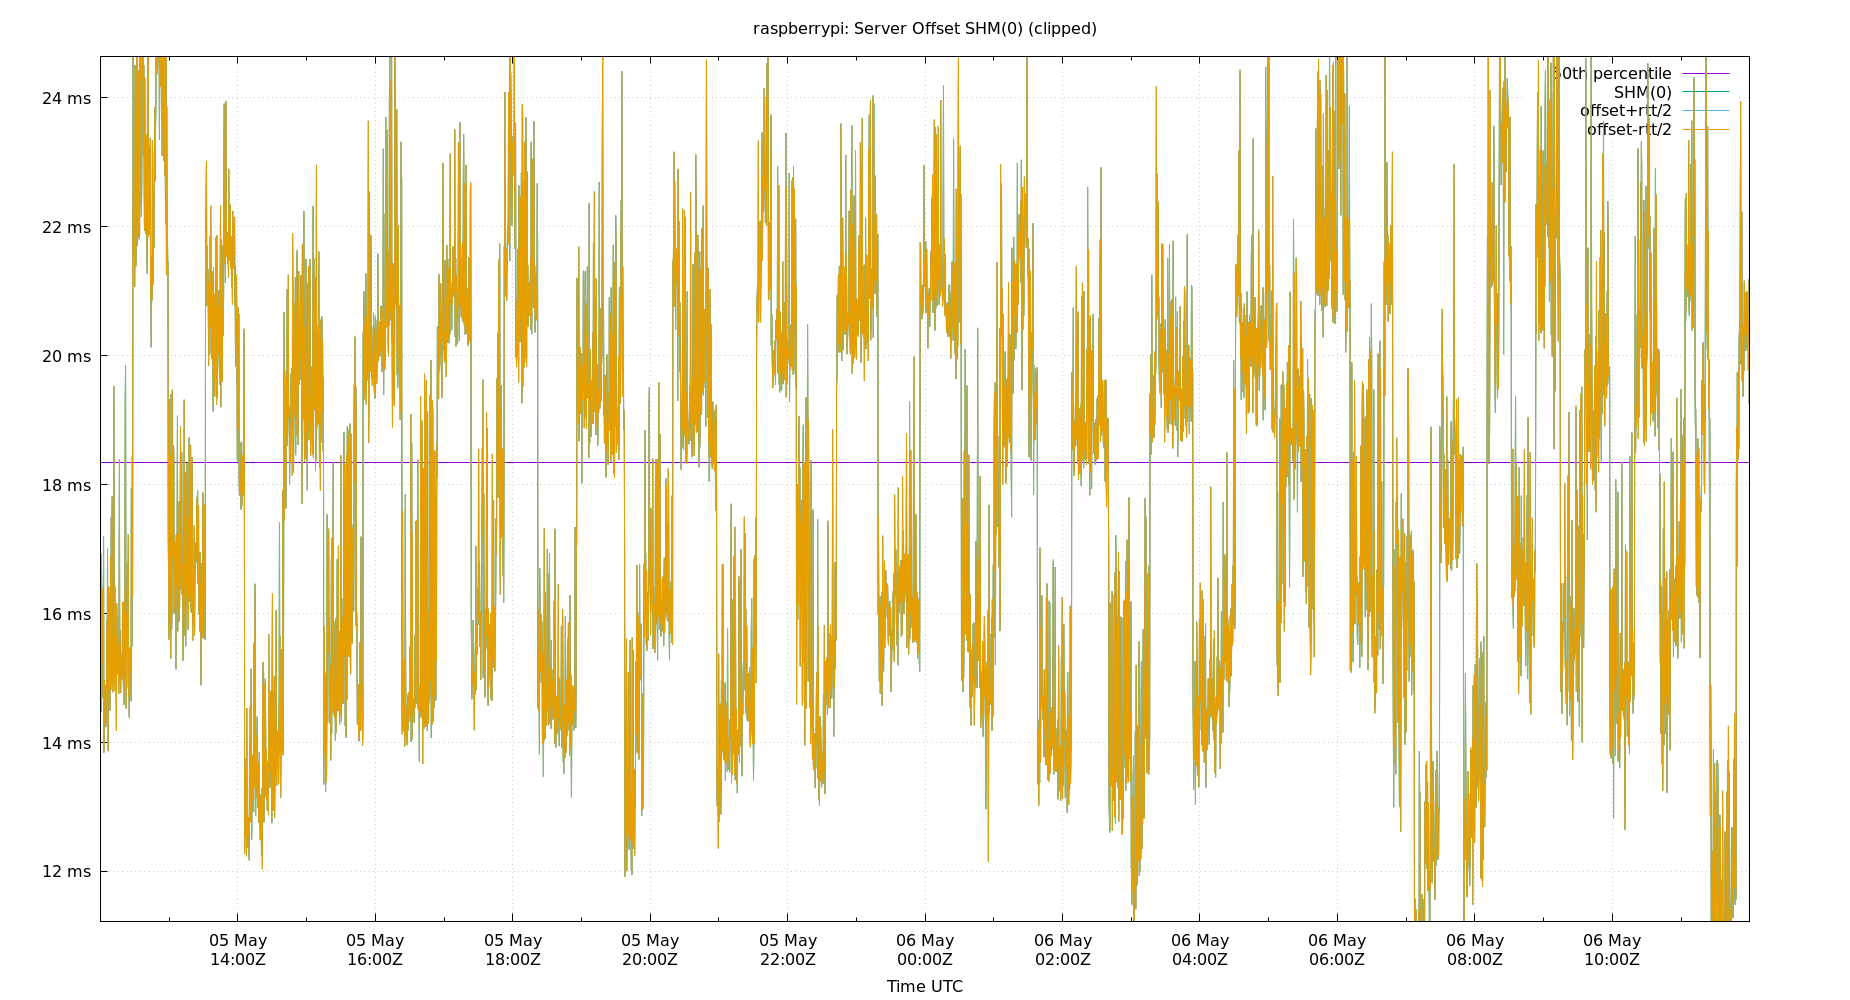 raspberrypi: Server Offset SHM(0) (clipped)
24 ms
22 ms
20 ms
18 ms
16 ms
14 ms
12 ms
50th percentile
SHM(0)
offset+rtt/2
offset-rtt/2
05 May 05 May 05 May 05 May 05 May 06 May 06 May 06 May 06 May 06 May 06 May
14:00Z 16:00Z 18:00Z 20:00Z 22:00Z 00:00Z 02:00Z 04:00Z 06:00Z 08:00Z 10:00Z
Time UTC